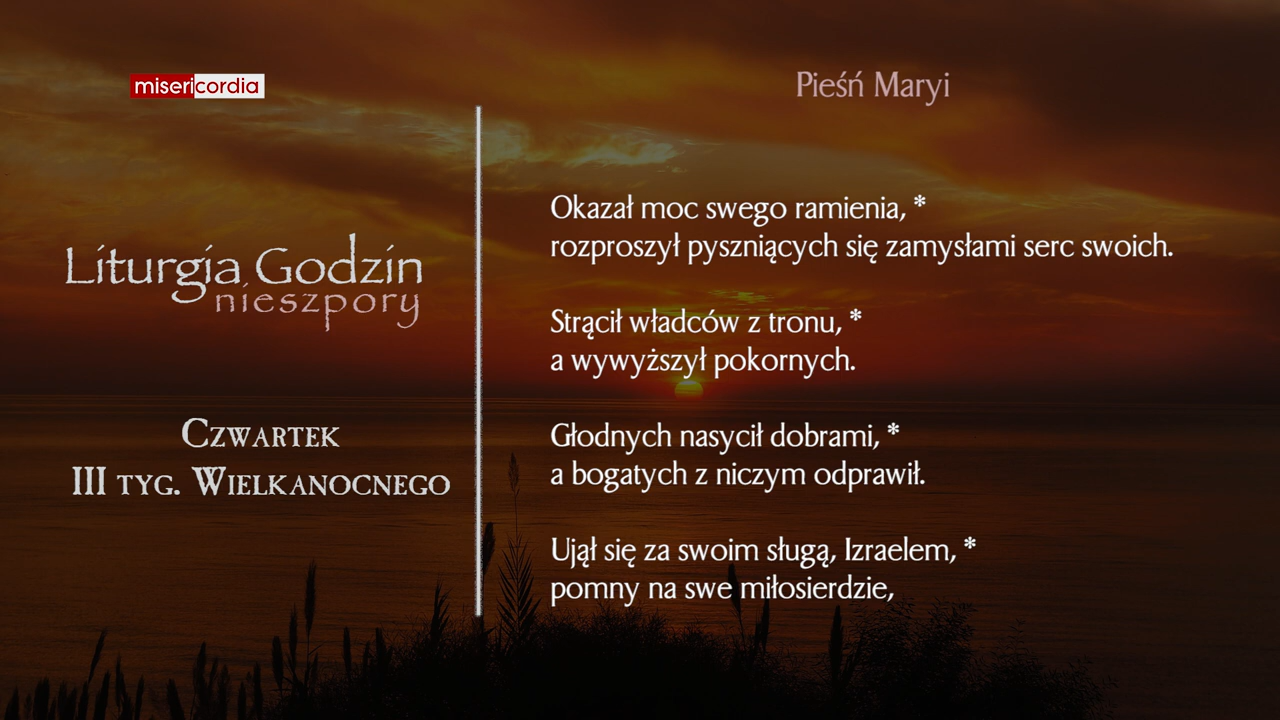 misericordia
Liturgia Godzin
nieszpory
Czwartek
III tyg. Wielkanocnego
Pieśń Maryi
Okazał moc swego ramienia, *
rozproszył pyszniących się zamysłami serc swoich.
Strącił władców z tronu, *
a wywyższył pokornych.
Głodnych nasycił dobrami, *
a bogatych z niczym odprawił.
Ujął się za swoim sługą, Izraelem, *
pomny na swe miłosierdzie,